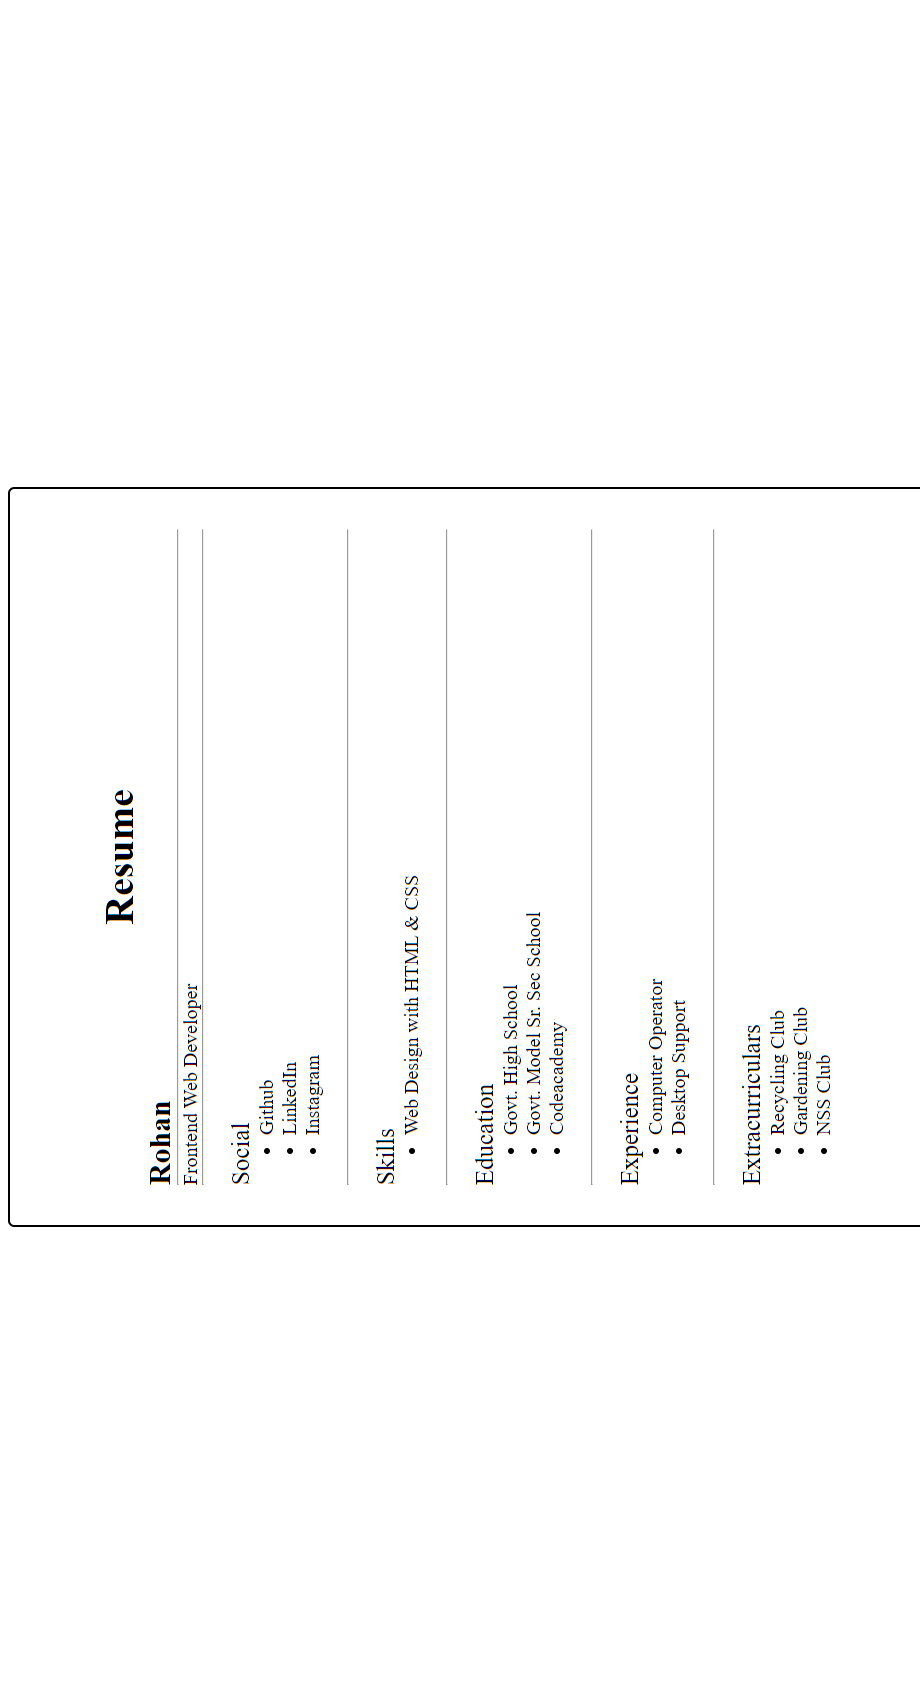 Resume
Rohan
Frontend Web Developer
Social
• Github
• LinkedIn
• Instagram
Skills
• Web Design with HTML & CSS
Education
• Govt. High School
• Govt. Model Sr. Sec School
• Codeacademy
Experience
• Computer Operator
• Desktop Support
Extracurriculars
• Recycling Club
• Gardening Club
• NSS Club